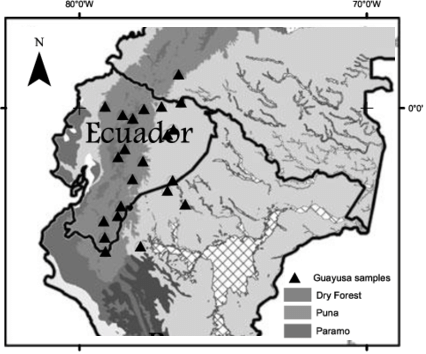 80°0'W
70°0'W
N
0°0'
Ecuador
Guayusa samples
Dry Forest
Puna
Paramo